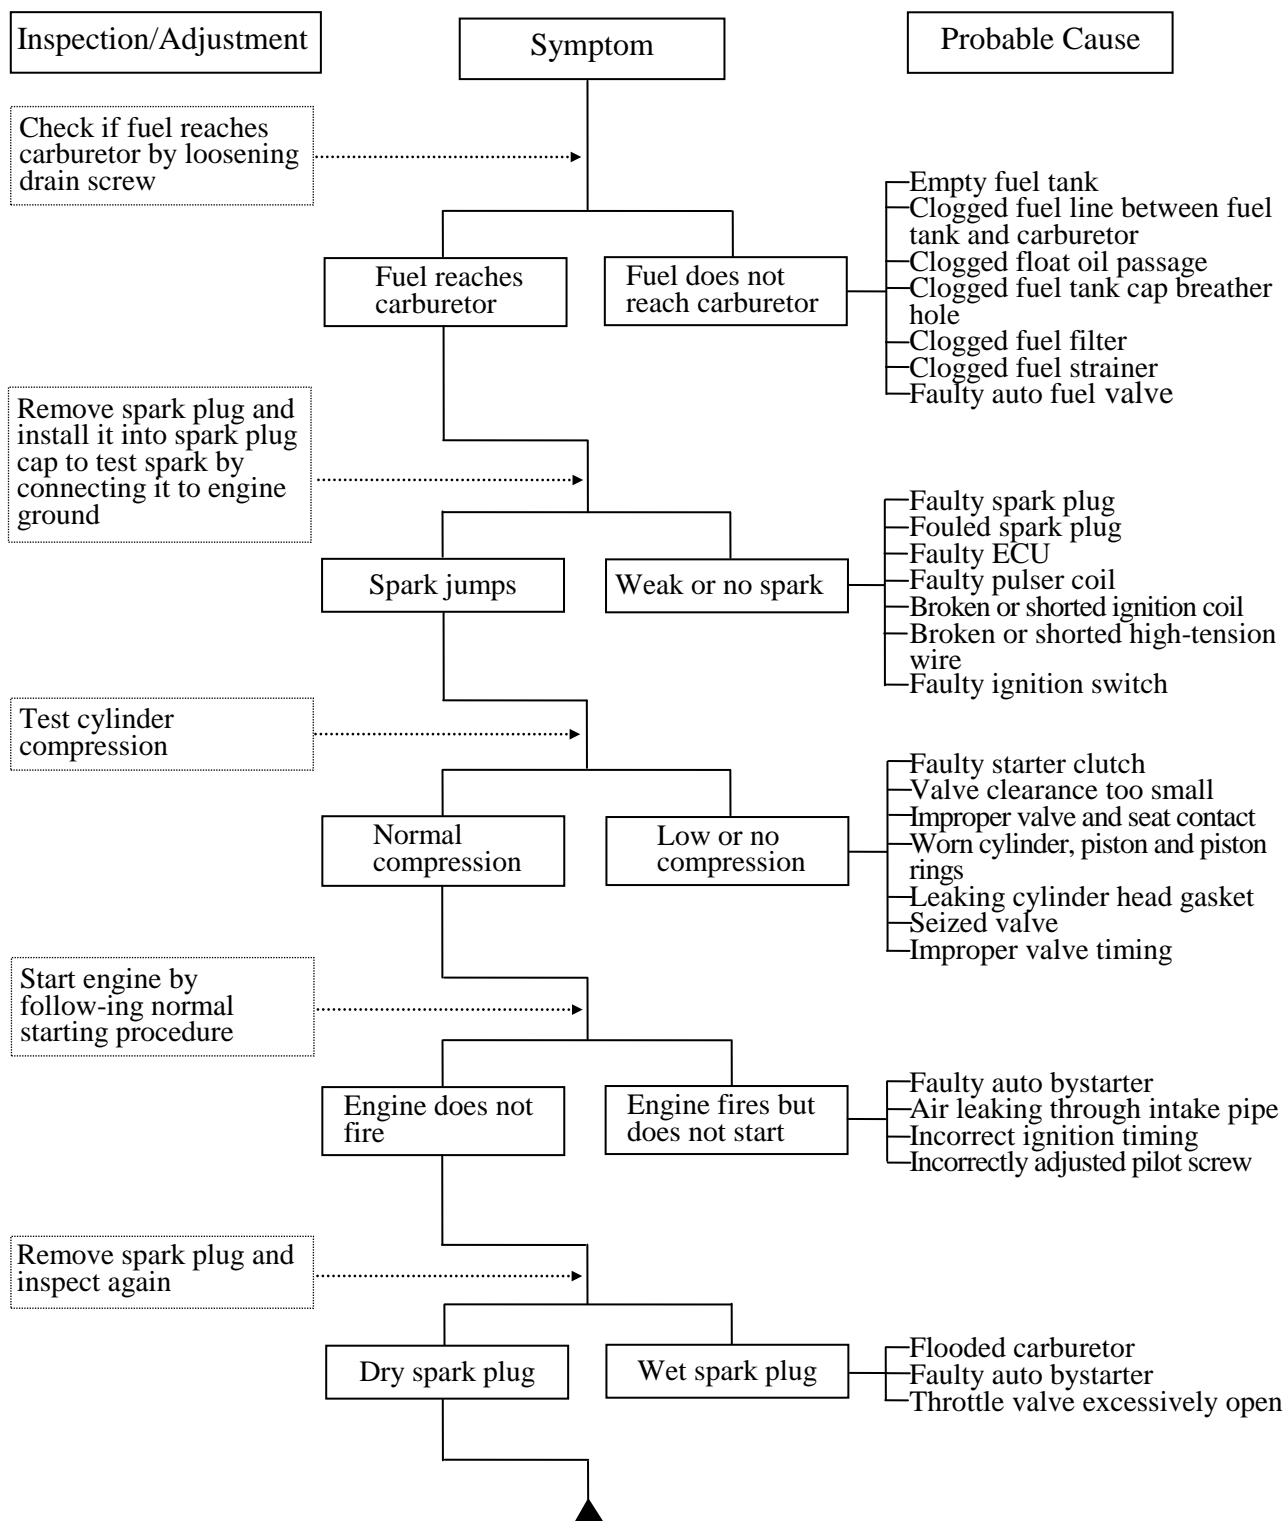 Inspection/Adjustment
Symptom
Probable Cause
Check if fuel reaches
carburetor by loosening
drain screw
Fuel reaches
carburetor
Fuel does not
reach carburetor
Empty fuel tank
Clogged fuel line between fuel
tank and carburetor
Clogged float oil passage
Clogged fuel tank cap breather
hole
Clogged fuel filter
Clogged fuel strainer
Faulty auto fuel valve
Remove spark plug and
install it into spark plug
cap to test spark by
connecting it to engine
ground
Spark jumps
Weak or no spark
Faulty spark plug
Fouled spark plug
Faulty ECU
Faulty pulser coil
Broken or shorted ignition coil
Broken or shorted high-tension
wire
Faulty ignition switch
Test cylinder
compression
Normal
compression
Low or no
compression
Faulty starter clutch
Valve clearance too small
Improper valve and seat contact
Worn cylinder, piston and piston
rings
Leaking cylinder head gasket
Seized valve
Improper valve timing
Start engine by
follow-ing normal
starting procedure
Engine does not
fire
Engine fires but
does not start
Faulty auto bystarter
Air leaking through intake pipe
Incorrect ignition timing
Incorrectly adjusted pilot screw
Remove spark plug and
inspect again
Dry spark plug
Wet spark plug
Flooded carburetor
Faulty auto bystarter
Throttle valve excessively open